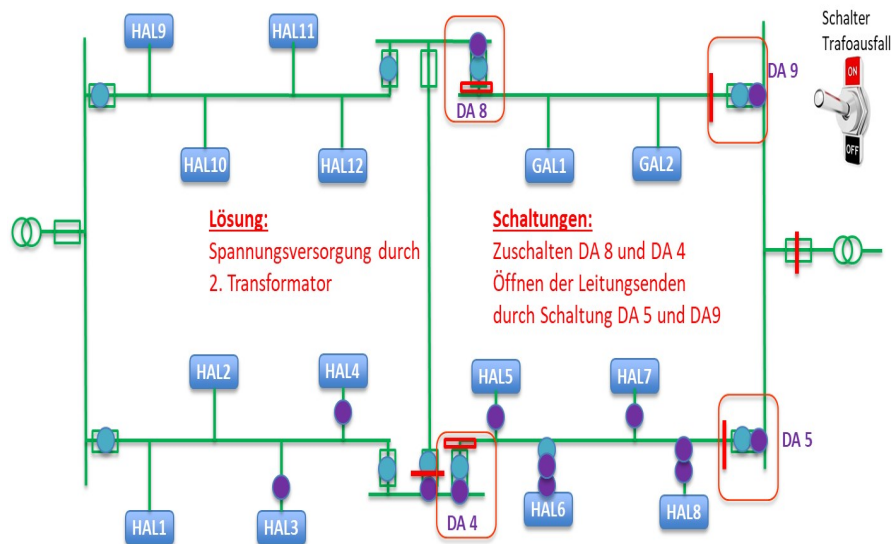 Schalter
Trafoausfall
ON
OFF
HAL9
HAL11
DA 8
DA 9
HAL10
HAL12
GAL1
GAL2
Lösung:
Spannungsversorgung durch
2. Transformator
Schaltungen:
Zuschalten DA 8 und DA 4
Öffnen der Leitungsenden
durch Schaltung DA 5 und DA9
HAL2
HAL4
HAL5
HAL7
DA 5
HAL1
HAL3
DA 4
HAL6
HAL8